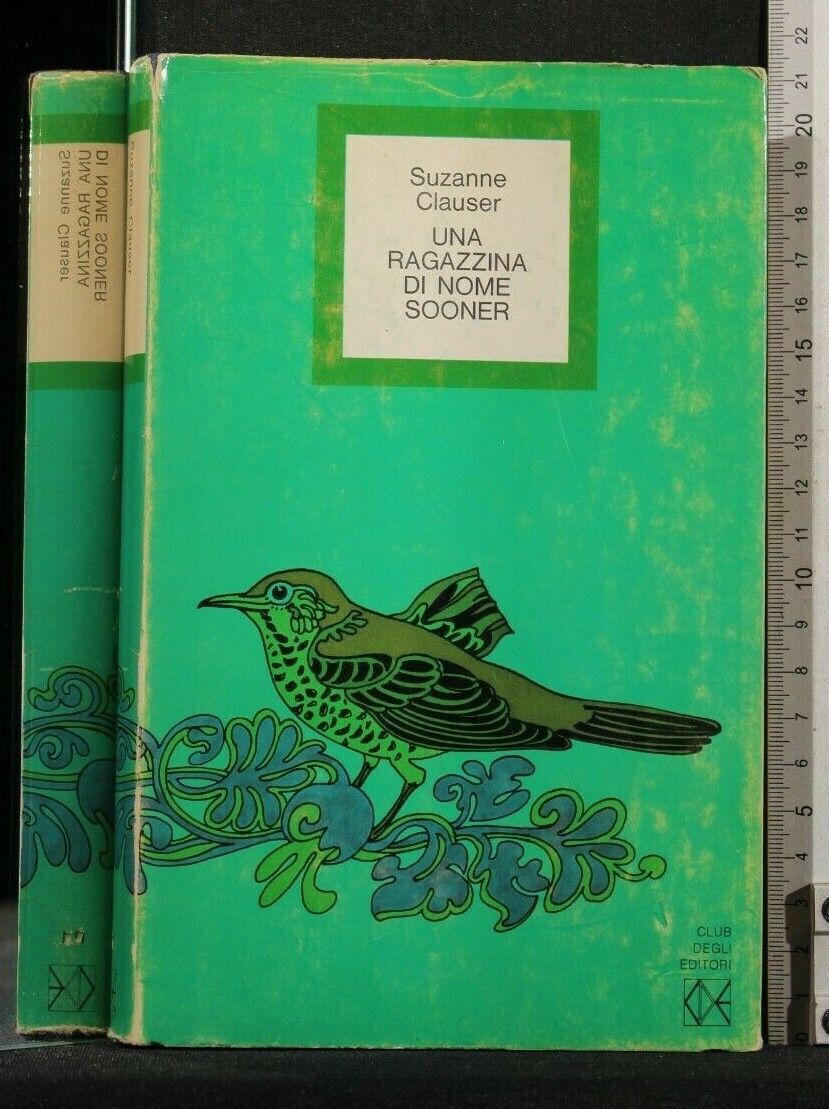 Suzanne
Clauser
UNA
RAGAZZINA
DI NOME
SOONER
CLUB
DEGLI
EDITORI
Suzanne Clauser
Suzanne Clauser
UNA RAGAZZINA
DI NOME SOONER
22
21
20
19
18
17
16
15
14
13
12
11
10
9
8
7
6
5
4
3
2
1
0